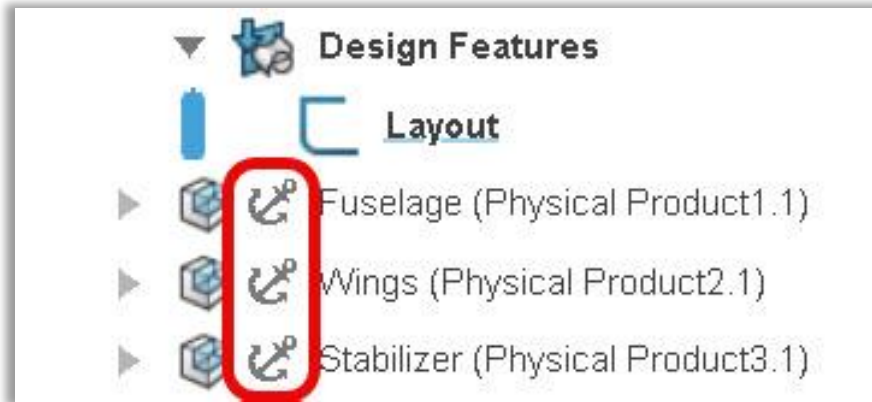 Design Features
Layout
Fuselage (Physical Product1.1)
Wings (Physical Product2.1)
Stabilizer (Physical Product3.1)